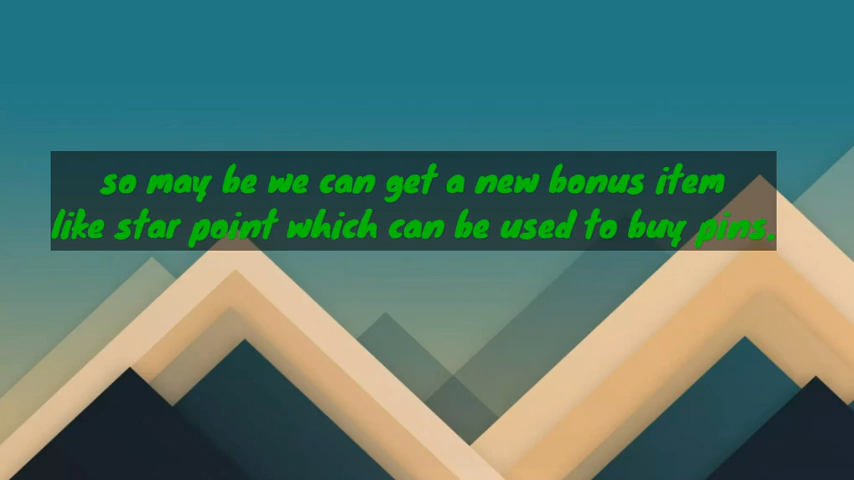 so may be we can get a new bonus item
like star point which can be used to buy pins.